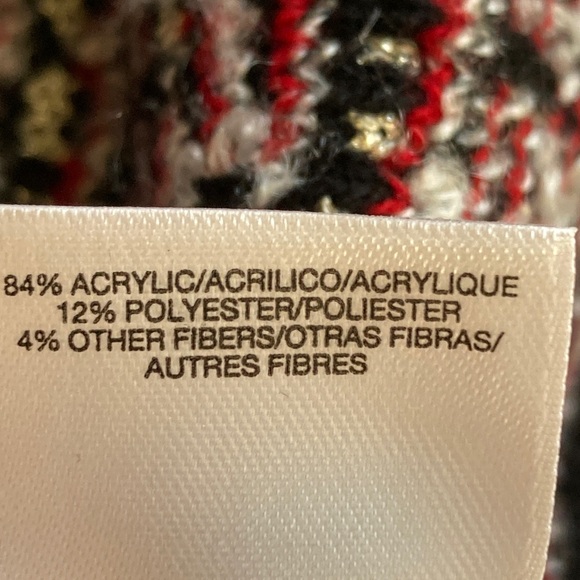 84% ACRYLIC/ACRILICO/ACRYLIQUE
12% POLYESTER/POLIESTER
4% OTHER FIBERS/OTRAS FIBRAS/
AUTRES FIBRES